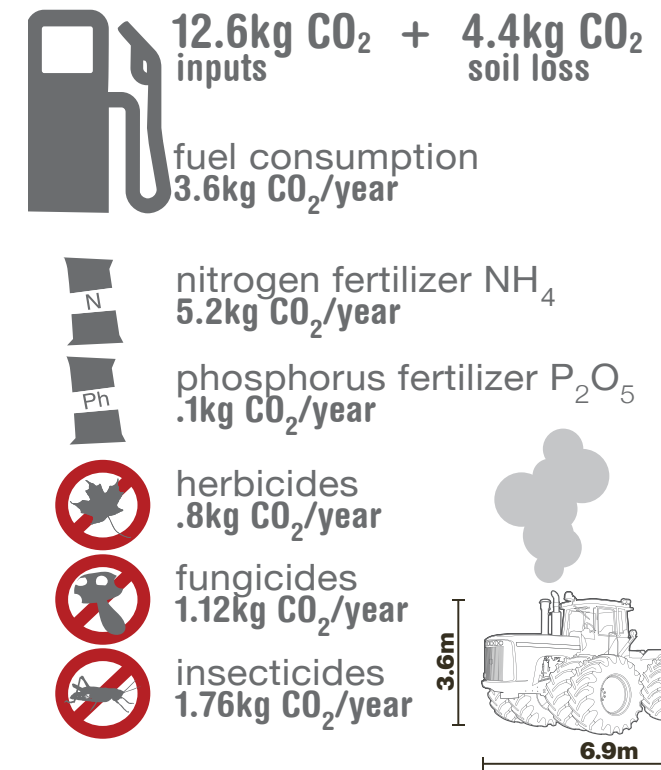 12.6kg CO₂ + 4.4kg CO₂
inputs soil loss
fuel consumption
3.6kg CO₂/year
N
nitrogen fertilizer NH₄
5.2kg CO₂/year
Ph
phosphorus fertilizer P₂O₅
.1kg CO₂/year
herbicides
.8kg CO₂/year
fungicides
1.12kg CO₂/year
insecticides
1.76kg CO₂/year
3.6m
6.9m